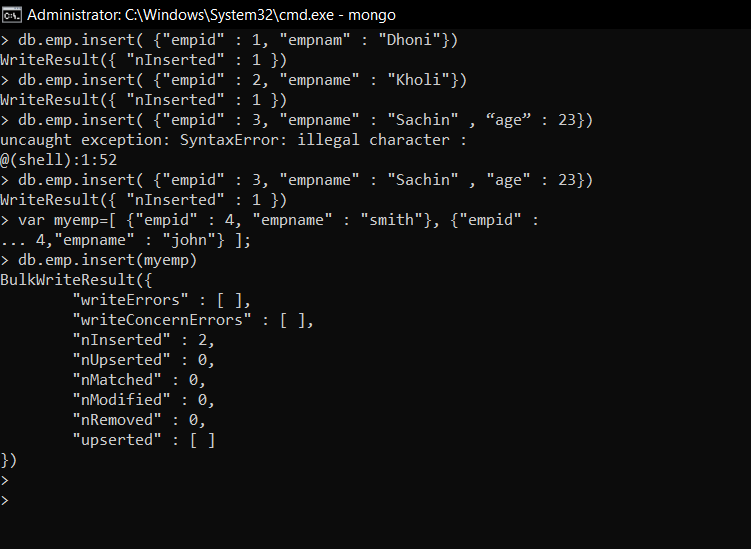 Administrator: C:\Windows\System32\cmd.exe - mongo
> db.emp.insert( {"empid" : 1, "empnam" : "Dhoni"})
WriteResult({ "nInserted" : 1 })
> db.emp.insert( {"empid" : 2, "empname" : "Kholi"})
WriteResult({ "nInserted" : 1 })
> db.emp.insert( {"empid" : 3, "empname" : "Sachin" , “age” : 23})
uncaught exception: SyntaxError: illegal character :
@(shell):1:52
> db.emp.insert( {"empid" : 3, "empname" : "Sachin" , "age" : 23})
WriteResult({ "nInserted" : 1 })
> var myemp=[ {"empid" : 4, "empname" : "smith"}, {"empid" :
... 4,"empname" : "john"} ];
> db.emp.insert(myemp)
BulkWriteResult({
        "writeErrors" : [ ],
        "writeConcernErrors" : [ ],
        "nInserted" : 2,
        "nUpserted" : 0,
        "nMatched" : 0,
        "nModified" : 0,
        "nRemoved" : 0,
        "upserted" : [ ]
})
>
>